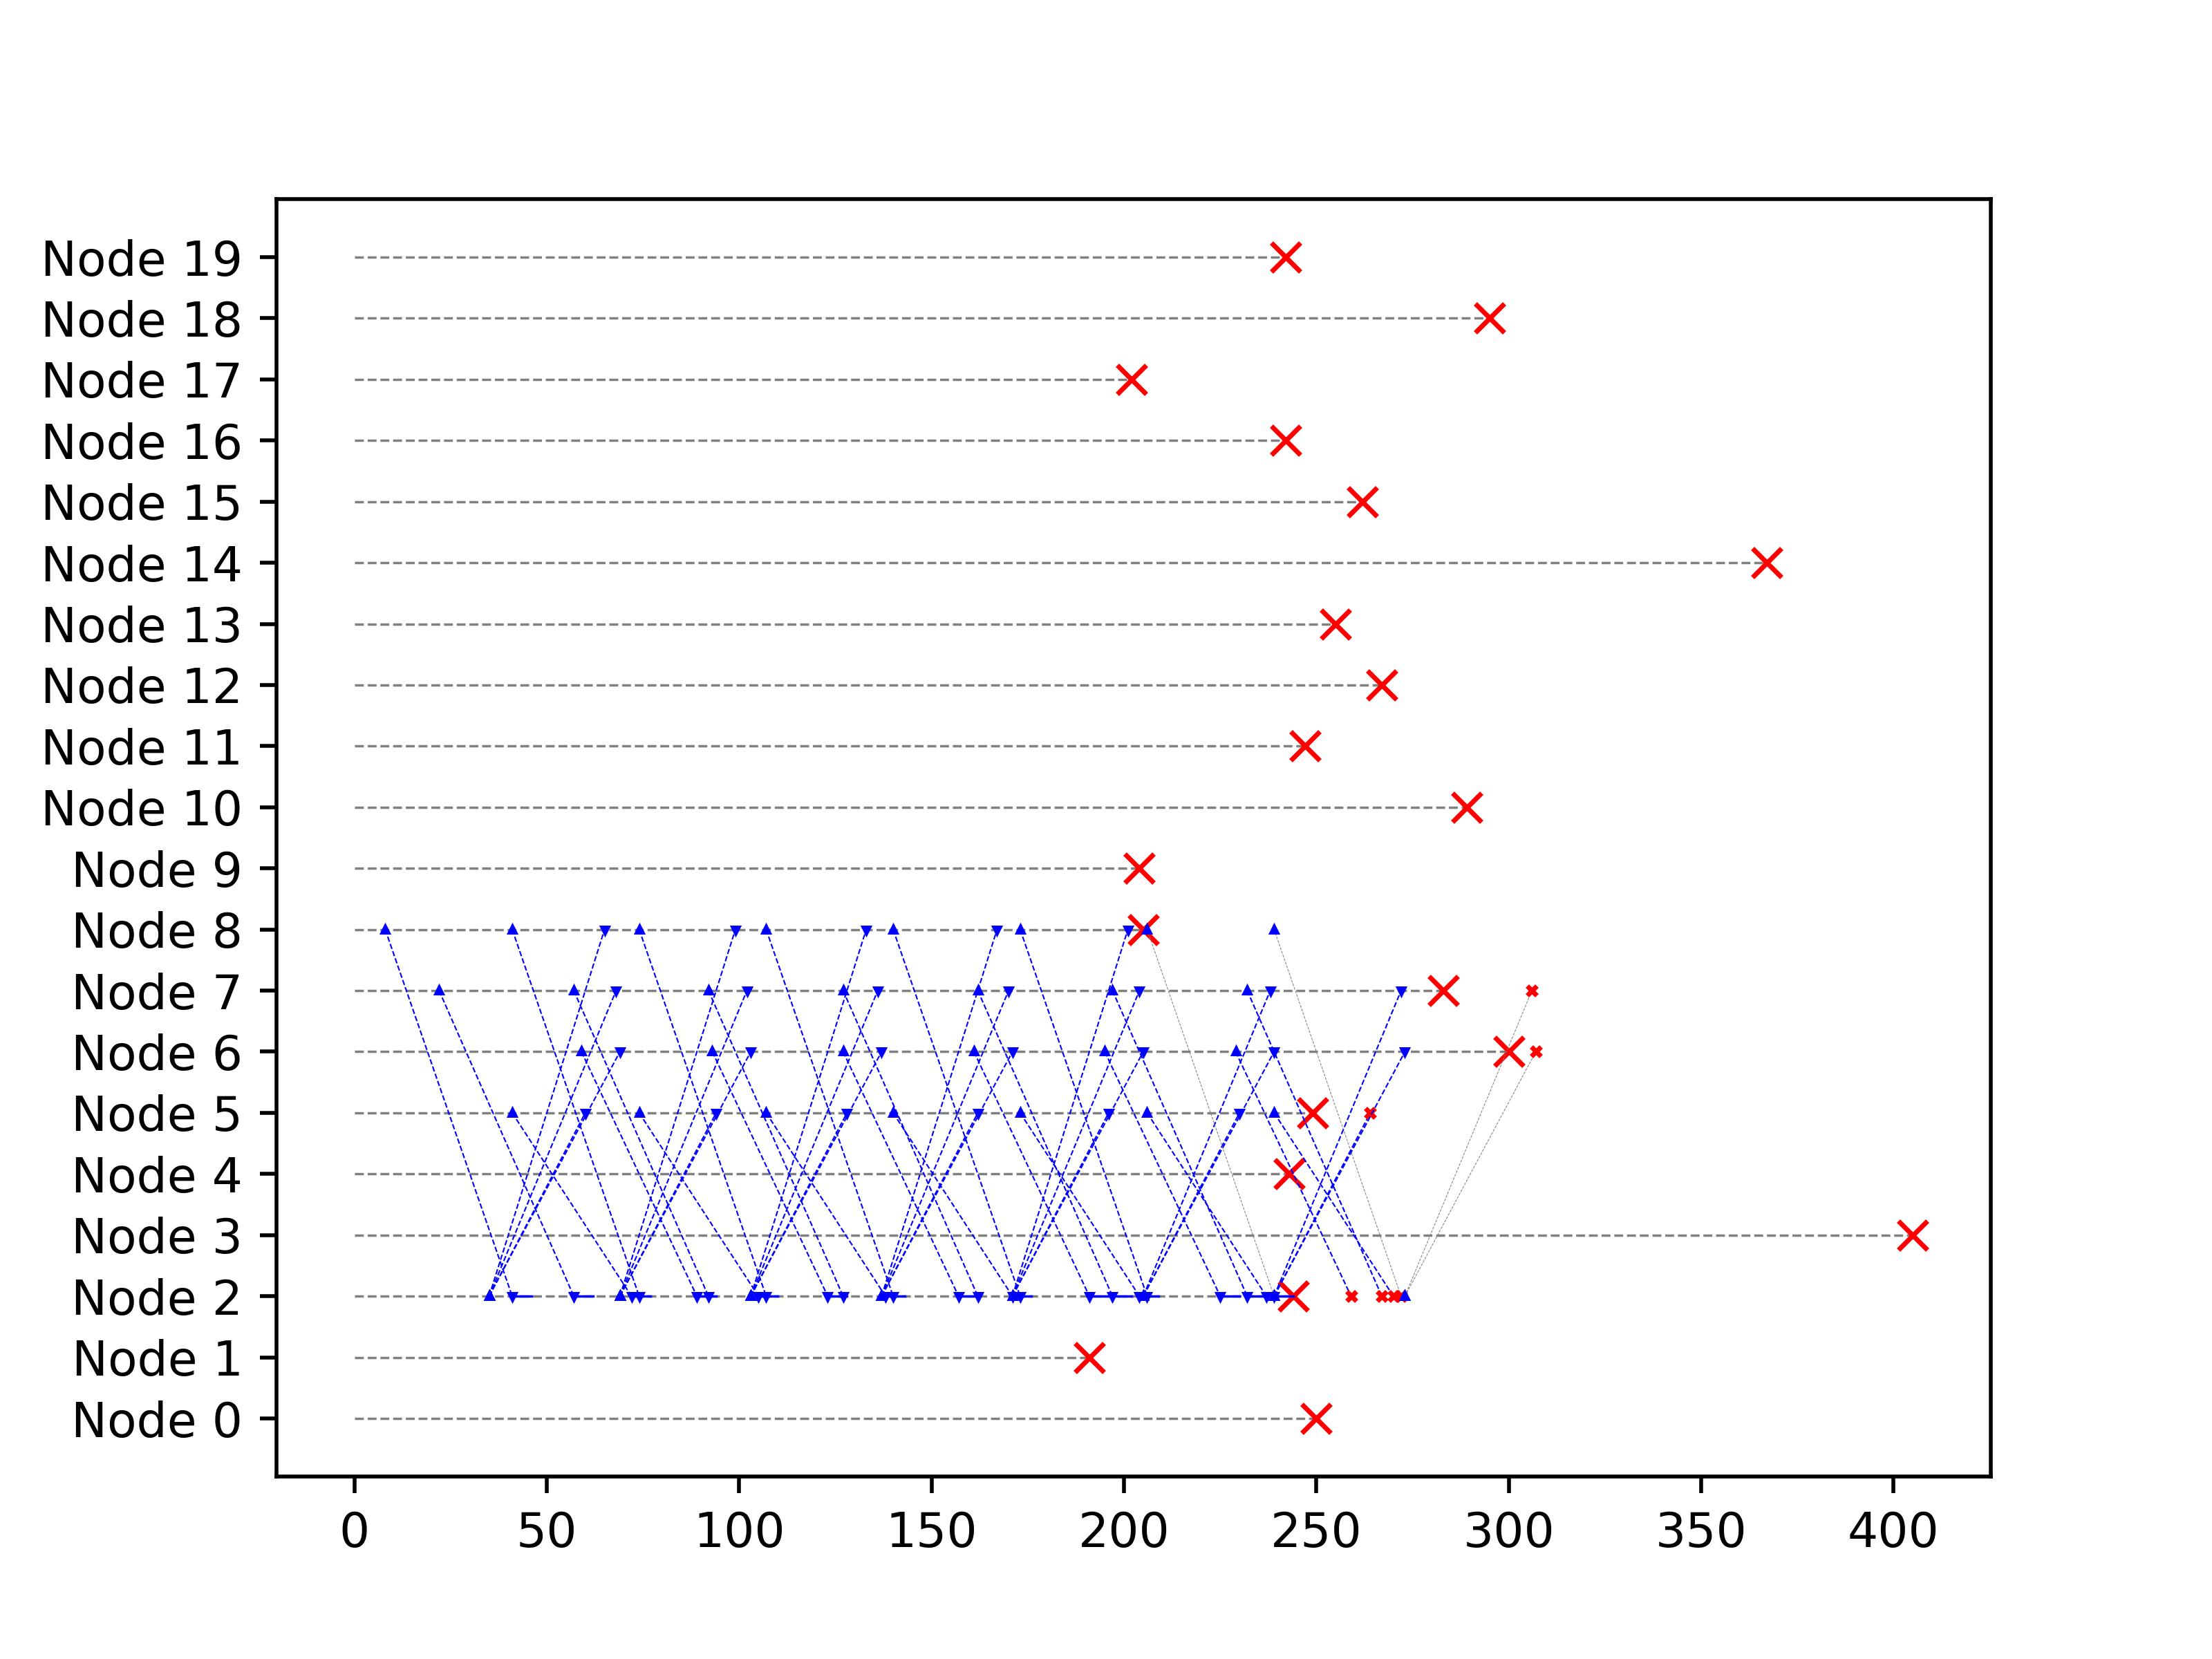 Node 19
Node 18
Node 17
Node 16
Node 15
Node 14
Node 13
Node 12
Node 11
Node 10
Node 9
Node 8
Node 7
Node 6
Node 5
Node 4
Node 3
Node 2
Node 1
Node 0
0 50 100 150 200 250 300 350 400